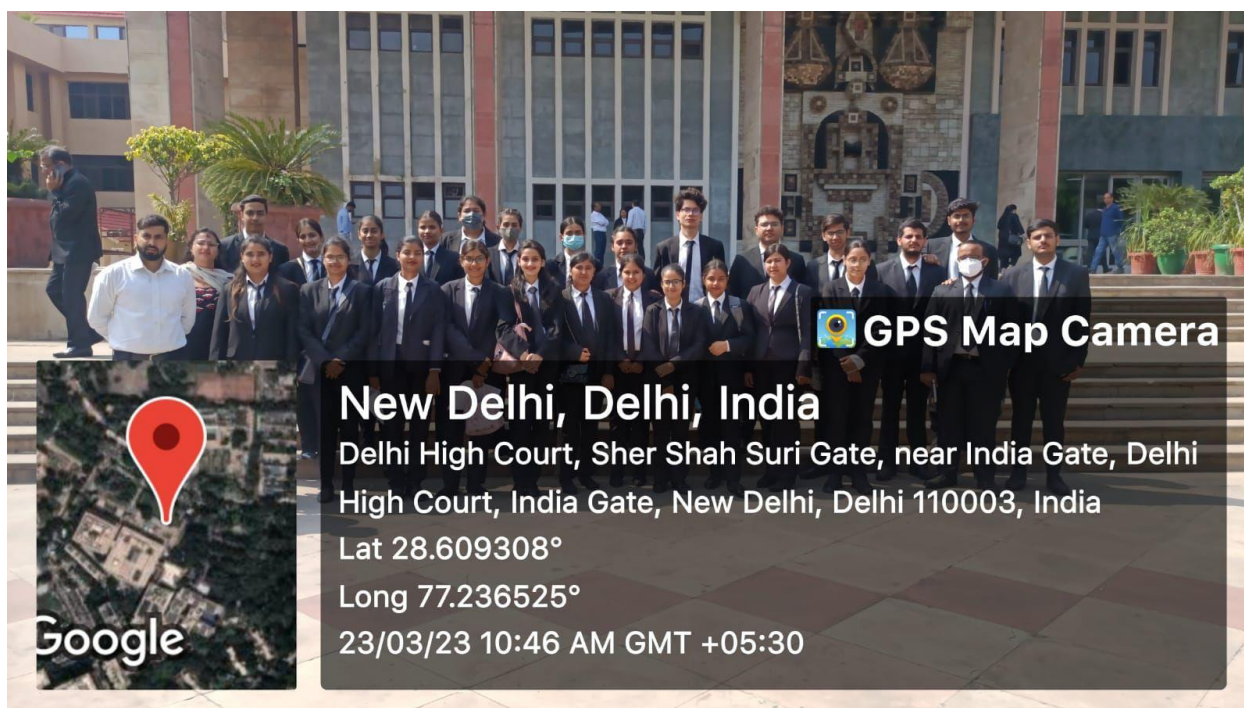 GPS Map Camera
New Delhi, Delhi, India
Delhi High Court, Sher Shah Suri Gate, near India Gate, Delhi
High Court, India Gate, New Delhi, Delhi 110003, India
Lat 28.609308°
Long 77.236525°
23/03/23 10:46 AM GMT +05:30
Google